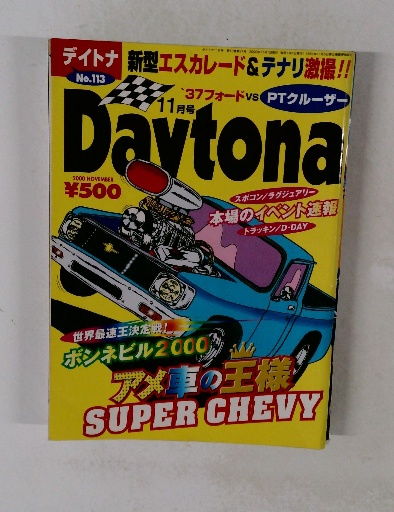 デイトナ
No.113
新型エスカレード&デナリ激撮!!
'37フォードvs PTクルーザー
11月号
Daytona
2000 NOVEMBER
¥500
スポコン/ラグジュアリー
本場のイベント速報
トラッキン/D-DAY
世界最速王決定戦!
ボンネビル2000
アメ車の王様
SUPER CHEVY